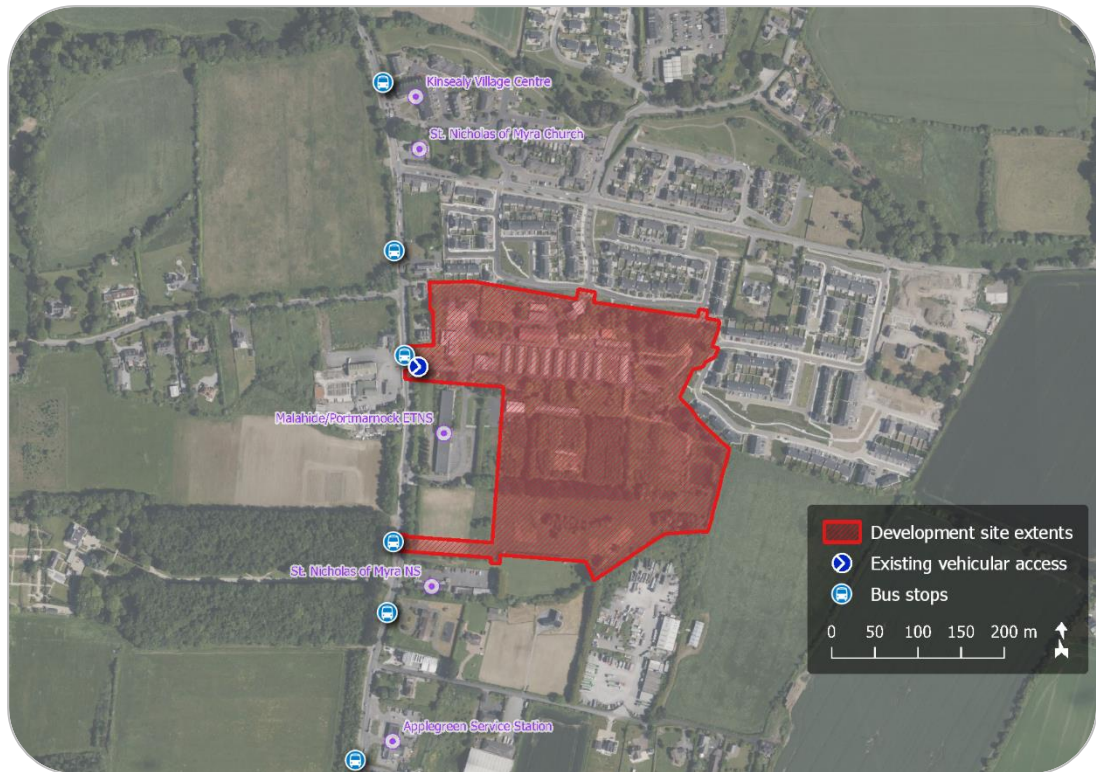 Kinsealy Village Centre
St. Nicholas of Myra Church
Malahide/Portmarnock ETNS
St. Nicholas of Myra NS
Applegreen Service Station
Development site extents
Existing vehicular access
Bus stops
0 50 100 150 200 m